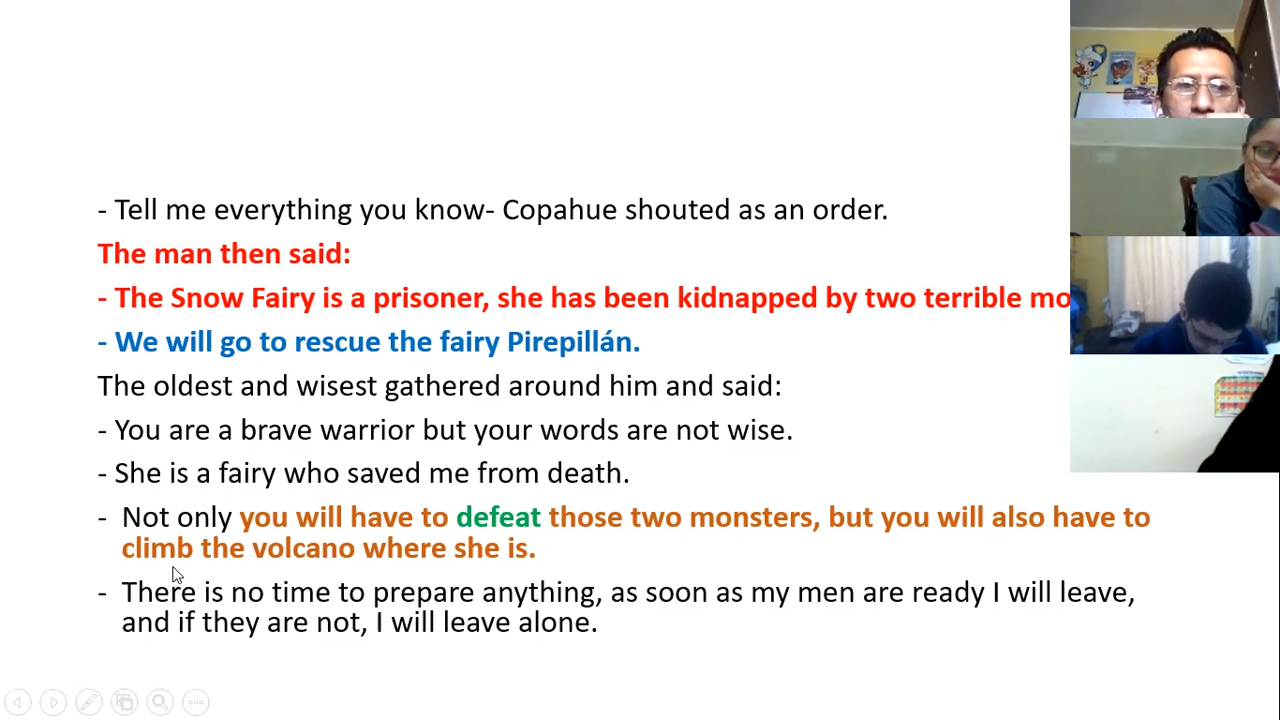 - Tell me everything you know- Copahue shouted as an order.
The man then said:
- The Snow Fairy is a prisoner, she has been kidnapped by two terrible mo
- We will go to rescue the fairy Pirepillán.
The oldest and wisest gathered around him and said:
- You are a brave warrior but your words are not wise.
- She is a fairy who saved me from death.
- Not only you will have to defeat those two monsters, but you will also have to
climb the volcano where she is.
- There is no time to prepare anything, as soon as my men are ready I will leave,
and if they are not, I will leave alone.